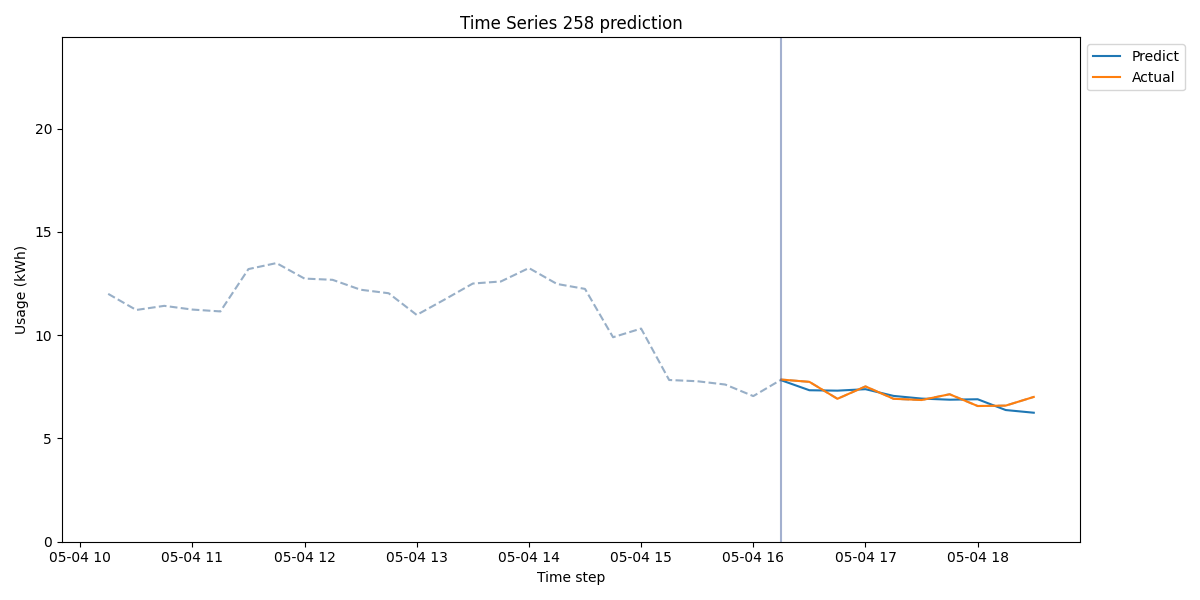 Time Series 258 prediction
Predict
Actual
Usage (kWh)
20
15
10
5
0
05-04 10 05-04 11 05-04 12 05-04 13 05-04 14 05-04 15 05-04 16 05-04 17 05-04 18
Time step